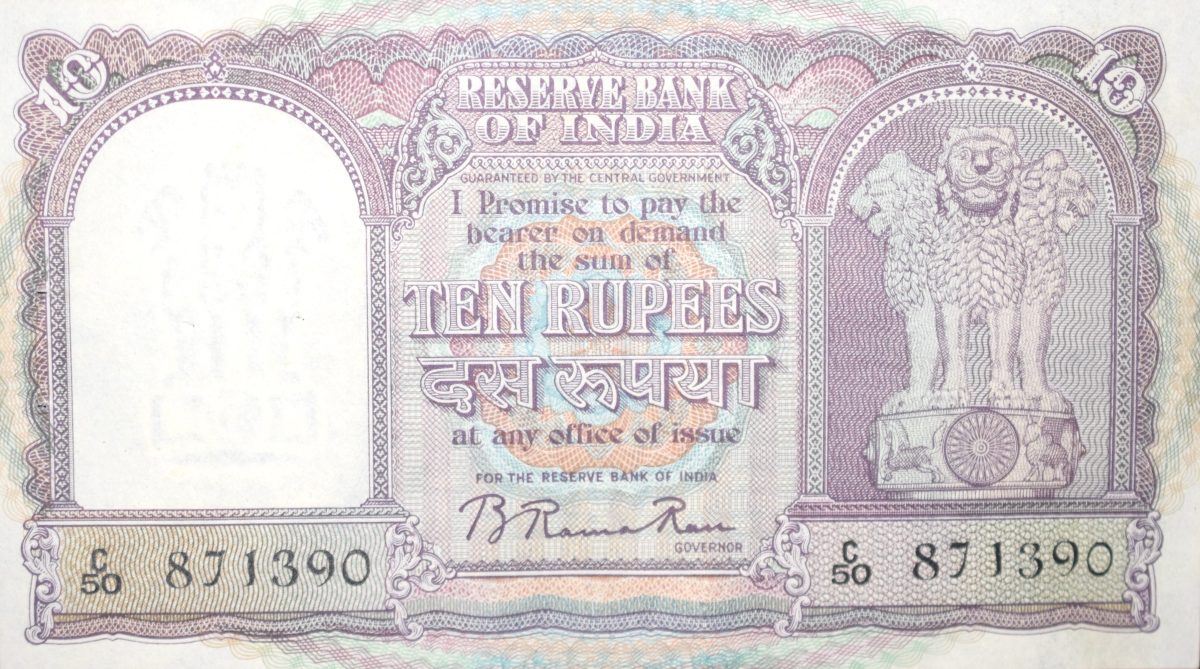 10
10
RESERVE BANK
OF INDIA
GUARANTEED BY THE CENTRAL GOVERNMENT
I Promise to pay the
bearer on demand
the sum of
TEN RUPEES
दस रूपया
at any office of issue
FOR THE RESERVE BANK OF INDIA
B Rama Rau
GOVERNOR
C/50 871390
C/50 871390